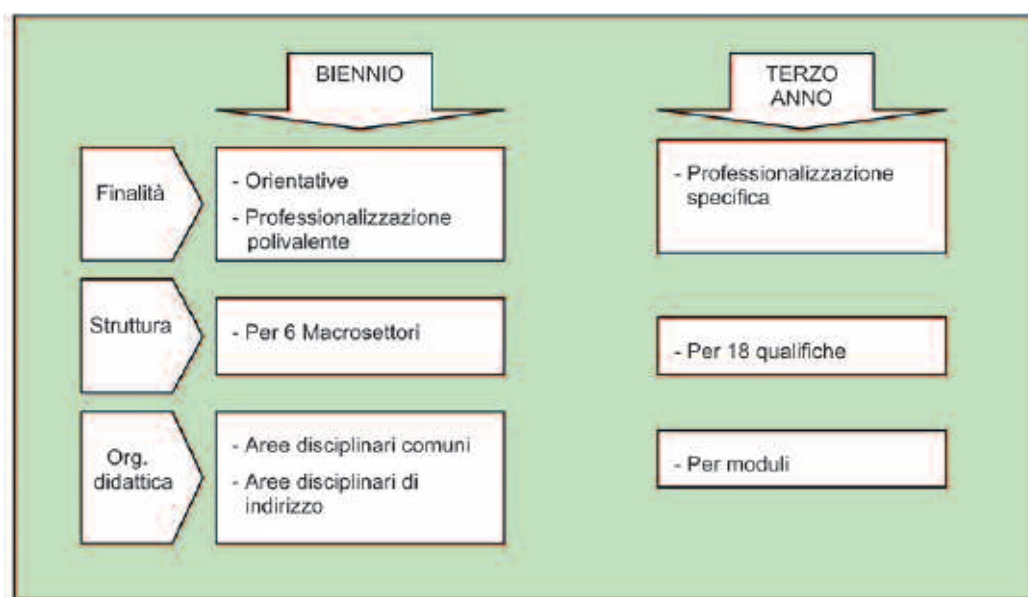 BIENNIO
TERZO
ANNO
Finalità
- Orientative
- Professionalizzazione
polivalente
- Professionalizzazione
specifica
Struttura
- Per 6 Macrosettori
- Per 18 qualifiche
Org.
didattica
- Aree disciplinari comuni
- Aree disciplinari di
indirizzo
- Per moduli